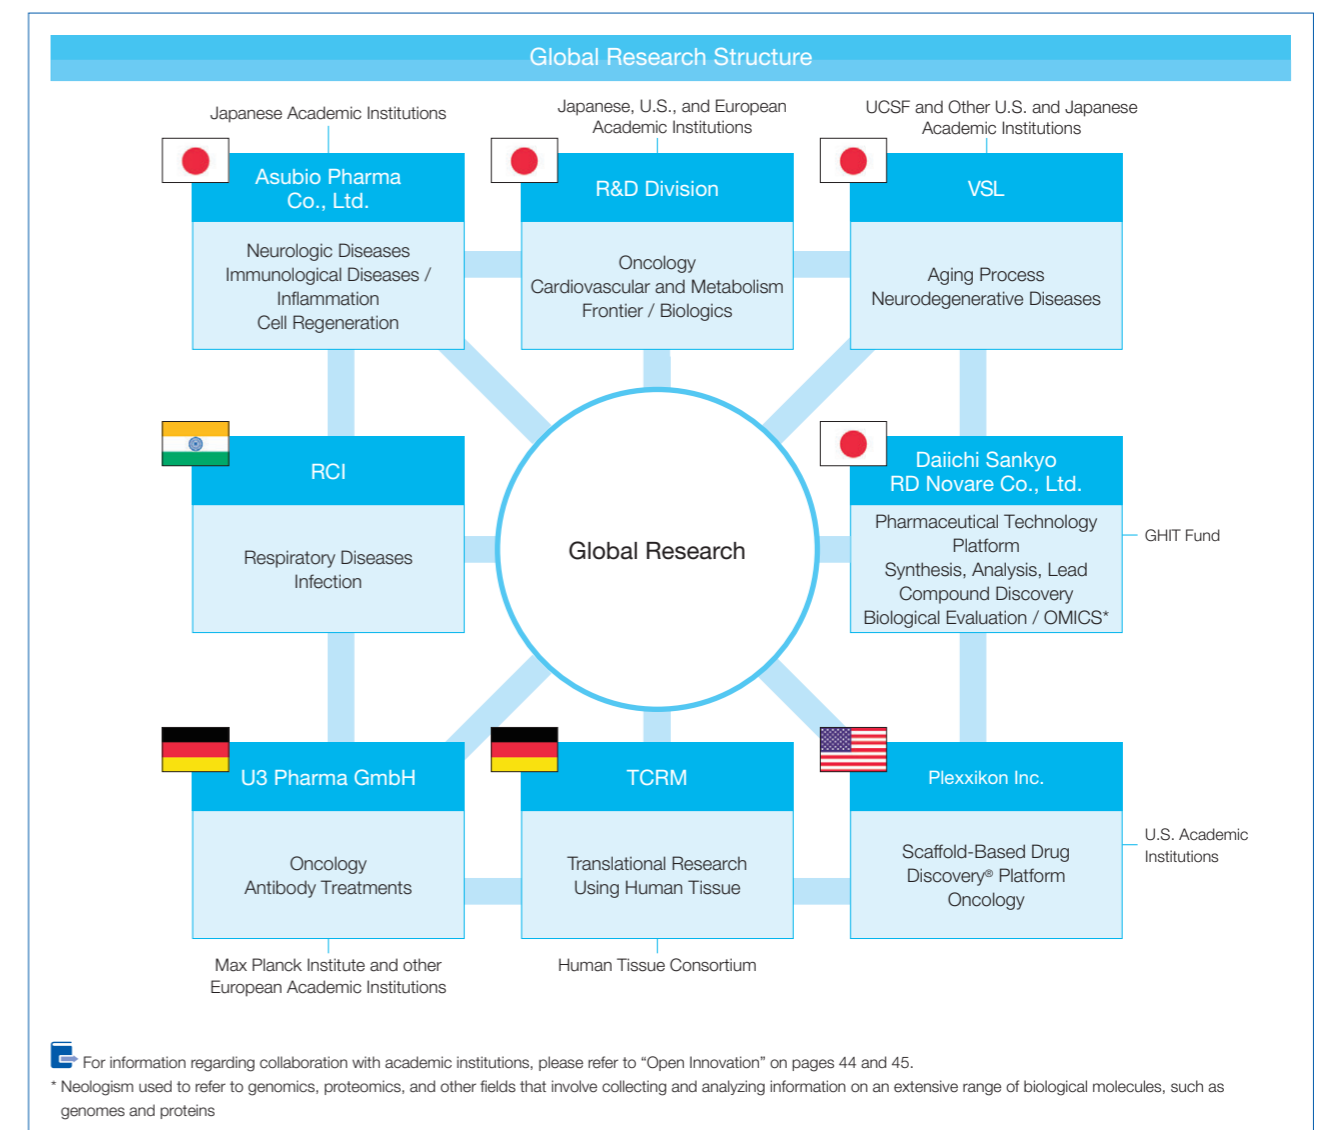 Global Research Structure
Japanese Academic Institutions
Japanese, U.S., and European
Academic Institutions
UCSF and Other U.S. and Japanese
Academic Institutions
Asubio Pharma
Co., Ltd.
Neurologic Diseases
Immunological Diseases /
Inflammation
Cell Regeneration
R&D Division
Oncology
Cardiovascular and Metabolism
Frontier / Biologics
VSL
Aging Process
Neurodegenerative Diseases
RCI
Respiratory Diseases
Infection
Global Research
Daiichi Sankyo
RD Novare Co., Ltd.
Pharmaceutical Technology
Platform
Synthesis, Analysis, Lead
Compound Discovery
Biological Evaluation / OMICS*
GHIT Fund
U3 Pharma GmbH
Oncology
Antibody Treatments
Max Planck Institute and other
European Academic Institutions
TCRM
Translational Research
Using Human Tissue
Human Tissue Consortium
Plexxikon Inc.
Scaffold-Based Drug
Discovery® Platform
Oncology
U.S. Academic
Institutions
For information regarding collaboration with academic institutions, please refer to “Open Innovation” on pages 44 and 45.
* Neologism used to refer to genomics, proteomics, and other fields that involve collecting and analyzing information on an extensive range of biological molecules, such as
genomes and proteins